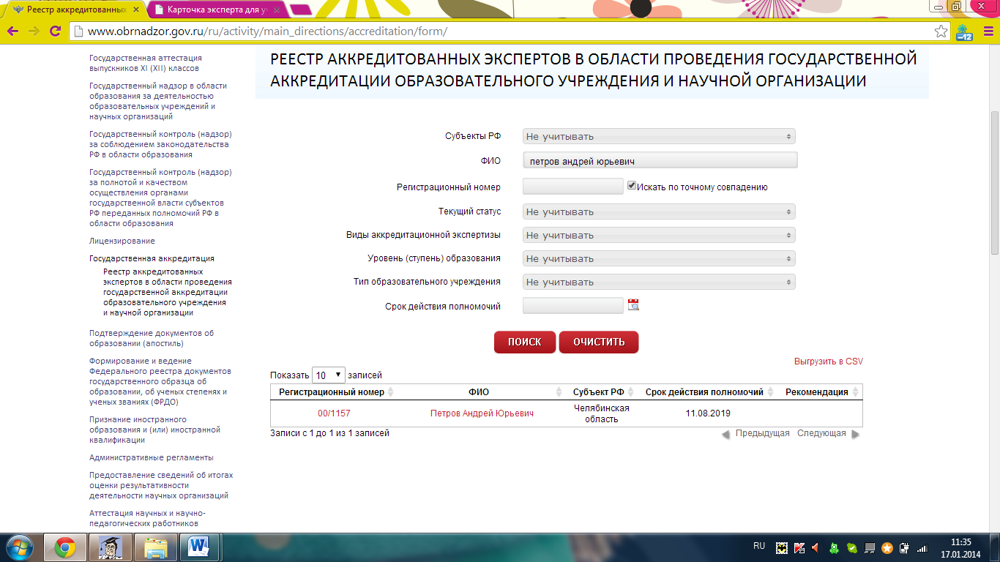 Реестр аккредитованных
Карточка эксперта для у
www.obrnadzor.gov.ru/ru/activity/main_directions/accreditation/form/
-12
Государственная аттестация
выпускников XI (XII) классов
Государственный надзор в области
образования за деятельностью
образовательных учреждений и
научных организаций
Государственный контроль (надзор)
за соблюдением законодательства
РФ в области образования
Государственный контроль (надзор)
за полнотой и качеством
осуществления органами
государственной власти субъектов
РФ переданных полномочий РФ в
области образования
Лицензирование
Государственная аккредитация
Реестр аккредитованных
экспертов в области проведения
государственной аккредитации
образовательного учреждения
и научной организации
Подтверждение документов об
образовании (апостиль)
Формирование и ведение
Федерального реестра документов
государственного образца об
образовании, об ученых степенях и
ученых званиях (ФРДО)
Признание иностранного
образования и (или) иностранной
квалификации
Административные регламенты
Предоставление сведений об итогах
оценки результативности
деятельности научных организаций
Аттестация научных и научно-
педагогических работников
РЕЕСТР АККРЕДИТОВАННЫХ ЭКСПЕРТОВ В ОБЛАСТИ ПРОВЕДЕНИЯ ГОСУДАРСТВЕННОЙ
АККРЕДИТАЦИИ ОБРАЗОВАТЕЛЬНОГО УЧРЕЖДЕНИЯ И НАУЧНОЙ ОРГАНИЗАЦИИ
Субъекты РФ Не учитывать
ФИО петров андрей юрьевич
Регистрационный номер Искать по точному совпадению
Текущий статус Не учитывать
Виды аккредитационной экспертизы Не учитывать
Уровень (ступень) образования Не учитывать
Тип образовательного учреждения Не учитывать
Срок действия полномочий
ПОИСК ОЧИСТИТЬ
Выгрузить в CSV
Показать 10 записей
Регистрационный номер ФИО Субъект РФ Срок действия полномочий Рекомендация
00/1157 Петров Андрей Юрьевич Челябинская
область 11.08.2019
Записи с 1 до 1 из 1 записей Предыдущая Следующая
RU 11:35
17.01.2014